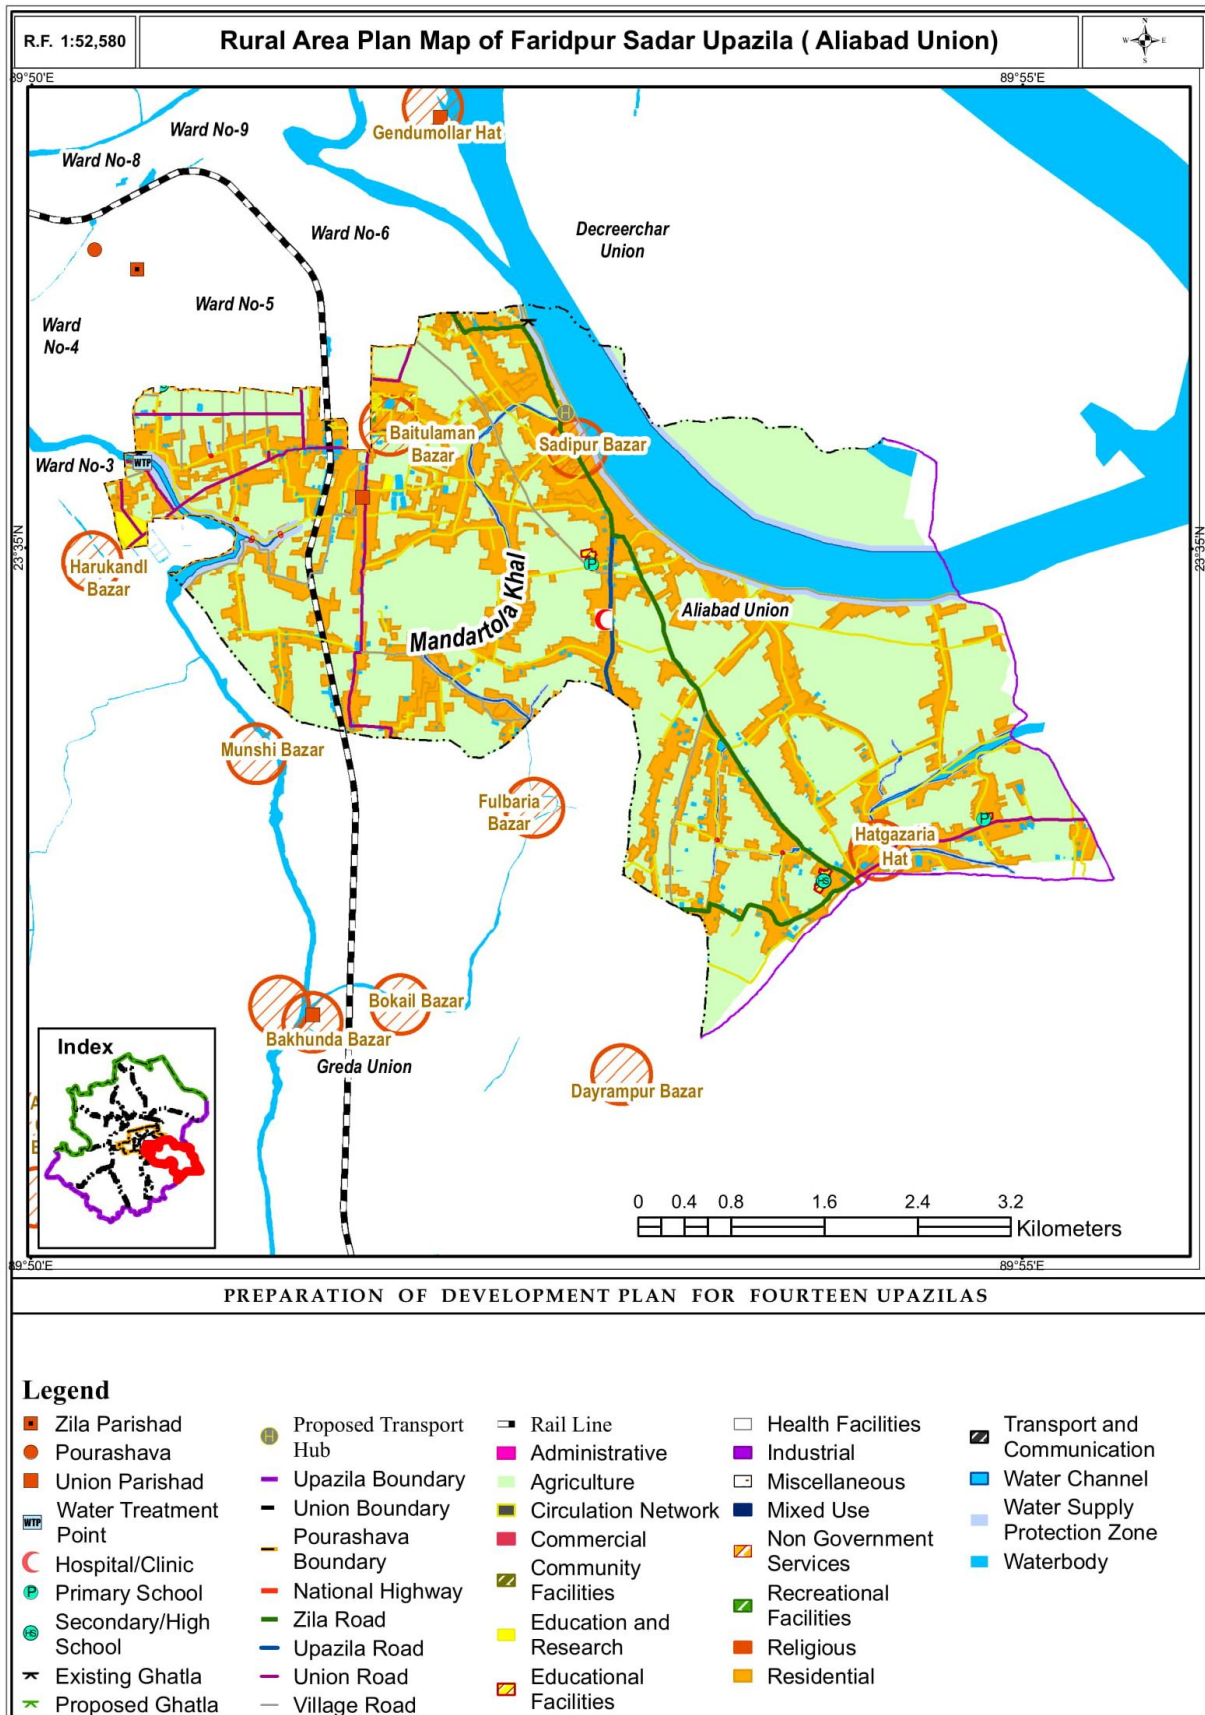 R.F. 1:52,580
Rural Area Plan Map of Faridpur Sadar Upazila ( Aliabad Union)
N
W E
S
89°50'E
89°55'E
Gendumollar Hat
Ward No-9
Ward No-8
Ward No-6
Decreerchar
Union
Ward No-5
Ward
No-4
Baitulaman
Bazar
H
Sadipur Bazar
Ward No-3
WTP
23°35'N
23°35'N
Harukandi
Bazar
P
Mandartola Khal
Aliabad Union
Munshi Bazar
Fulbaria
Bazar
P
Hatgazaria
Hat
HS
Bokail Bazar
Bakhunda Bazar
Greda Union
Dayrampur Bazar
Index
0 0.4 0.8 1.6 2.4 3.2
Kilometers
89°50'E
89°55'E
PREPARATION OF DEVELOPMENT PLAN FOR FOURTEEN UPAZILAS
Legend
Zila Parishad
Pourashava
Union Parishad
WTP Water Treatment
Point
Hospital/Clinic
P Primary School
HS Secondary/High
School
Existing Ghatla
Proposed Ghatla
H Proposed Transport
Hub
Upazila Boundary
Union Boundary
Pourashava
Boundary
National Highway
Zila Road
Upazila Road
Union Road
Village Road
Rail Line
Administrative
Agriculture
Circulation Network
Commercial
Community
Facilities
Education and
Research
Educational
Facilities
Health Facilities
Industrial
Miscellaneous
Mixed Use
Non Government
Services
Recreational
Facilities
Religious
Residential
Transport and
Communication
Water Channel
Water Supply
Protection Zone
Waterbody